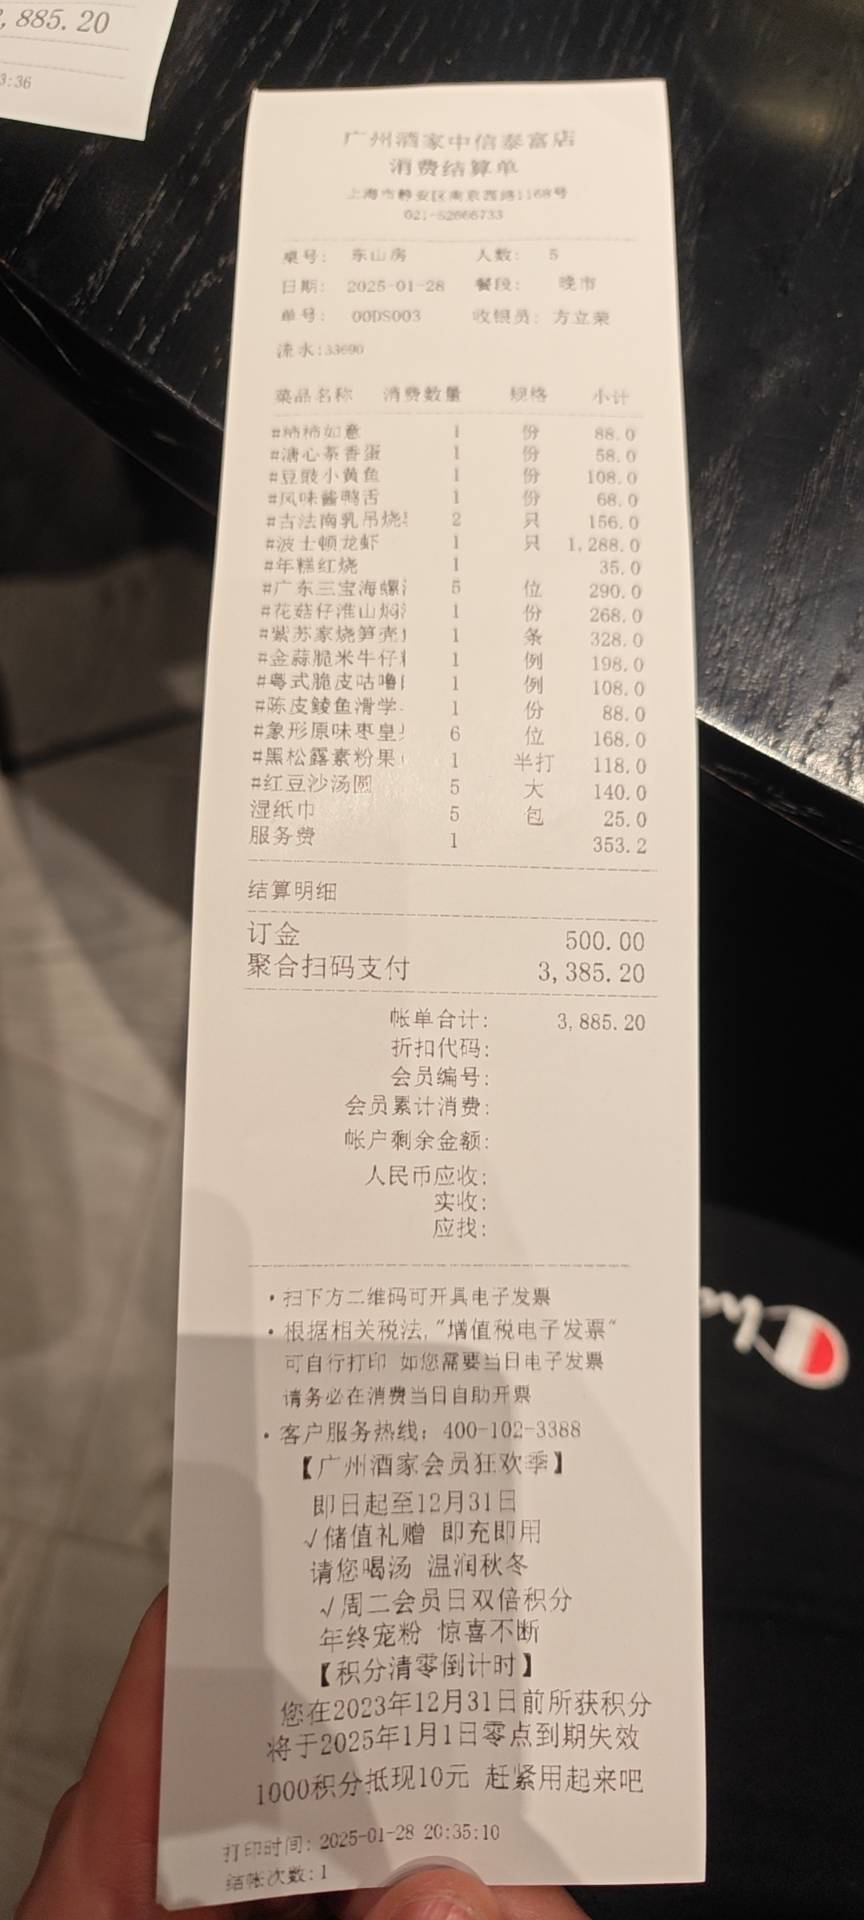 ,885.20
3:36
广州酒家中信泰富店
消费结算单
上海市静安区南京西路1168号
021-52666733
桌号: 东山房 人数: 5
日期: 2025-01-28 餐段: 晚市
单号: 00DS003 收银员: 方立荣
流水:33690
菜品名称 消费数量 规格 小计
#柿柿如意 1 份 88.0
#溏心茶香蛋 1 份 58.0
#豆豉小黄鱼 1 份 108.0
#风味酱鸭舌 1 份 68.0
#古法南乳吊烧 2 只 156.0
#波士顿龙虾 1 只 1,288.0
#年糕红烧 1 35.0
#广东三宝海螺 5 位 290.0
#花菇仔淮山焖 1 份 268.0
#紫苏家烧笋壳 1 条 328.0
#金蒜脆米牛仔 1 例 198.0
#粤式脆皮咕噜 1 例 108.0
#陈皮鲮鱼滑学 1 份 88.0
#象形原味枣皇 6 位 168.0
#黑松露素粉果 1 半打 118.0
#红豆沙汤圆 5 大 140.0
湿纸巾 5 包 25.0
服务费 1 353.2
结算明细
订金 500.00
聚合扫码支付 3,385.20
帐单合计: 3,885.20
折扣代码:
会员编号:
会员累计消费:
帐户剩余金额:
人民币应收:
实收:
应找:
·扫下方二维码可开具电子发票
·根据相关税法,"增值税电子发票"
可自行打印 如您需要当日电子发票
请务必在消费当日自助开票
·客户服务热线: 400-102-3388
【广州酒家会员狂欢季】
即日起至12月31日
√储值礼赠 即充即用
请您喝汤 温润秋冬
√周二会员日双倍积分
年终宠粉 惊喜不断
【积分清零倒计时】
您在2023年12月31日前所获积分
将于2025年1月1日零点到期失效
1000积分抵现10元 赶紧用起来吧
打印时间: 2025-01-28 20:35:10
结帐次数:1